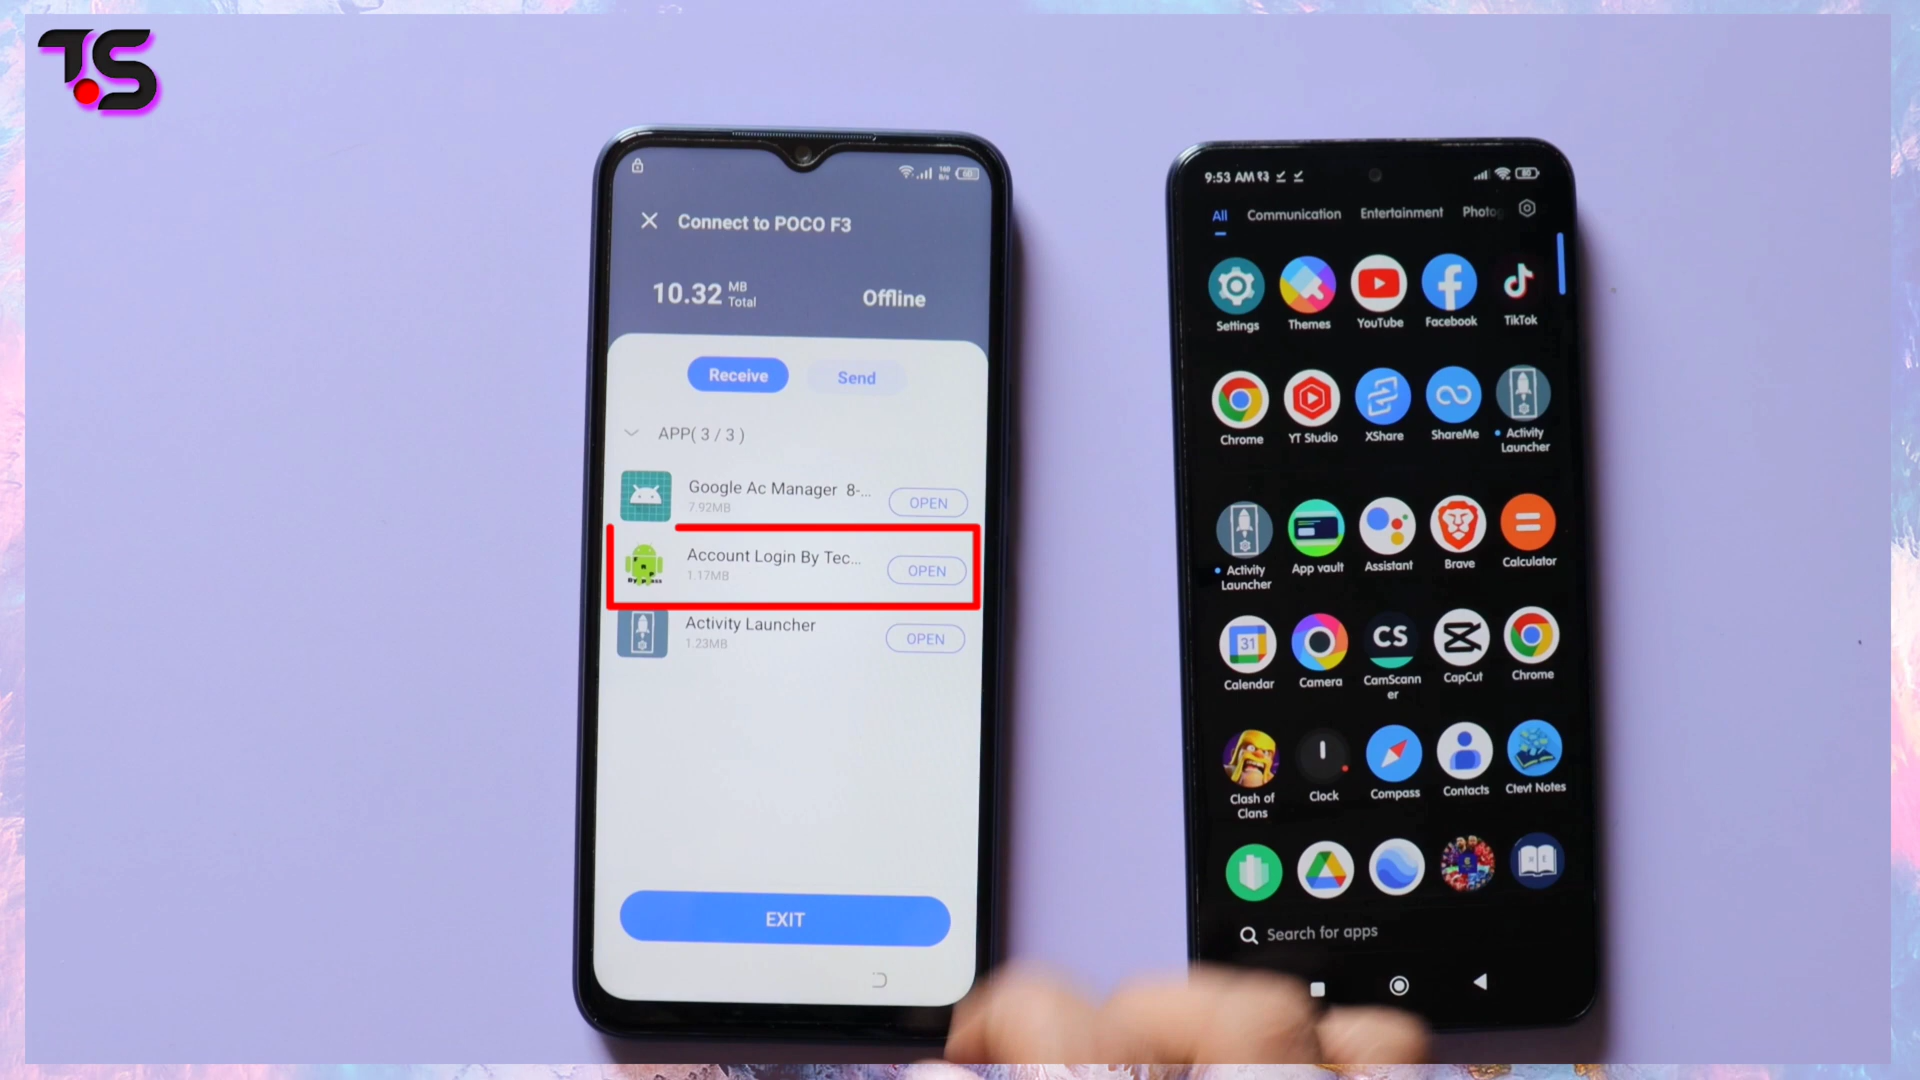 TS
Connect to POCO F3
10.32 MB Total
Offline
Receive
Send
APP( 3 / 3 )
Google Ac Manager 8-...
7.92MB
OPEN
Account Login By Tec...
1.17MB
OPEN
Activity Launcher
1.23MB
OPEN
EXIT
9:53 AM
All Communication Entertainment Photog
Settings Themes YouTube Facebook TikTok
Chrome YT Studio XShare ShareMe Activity Launcher
Activity Launcher App vault Assistant Brave Calculator
31 CS
Calendar Camera CamScanner CapCut Chrome
Clash of Clans Clock Compass Contacts Ctevt Notes
Search for apps